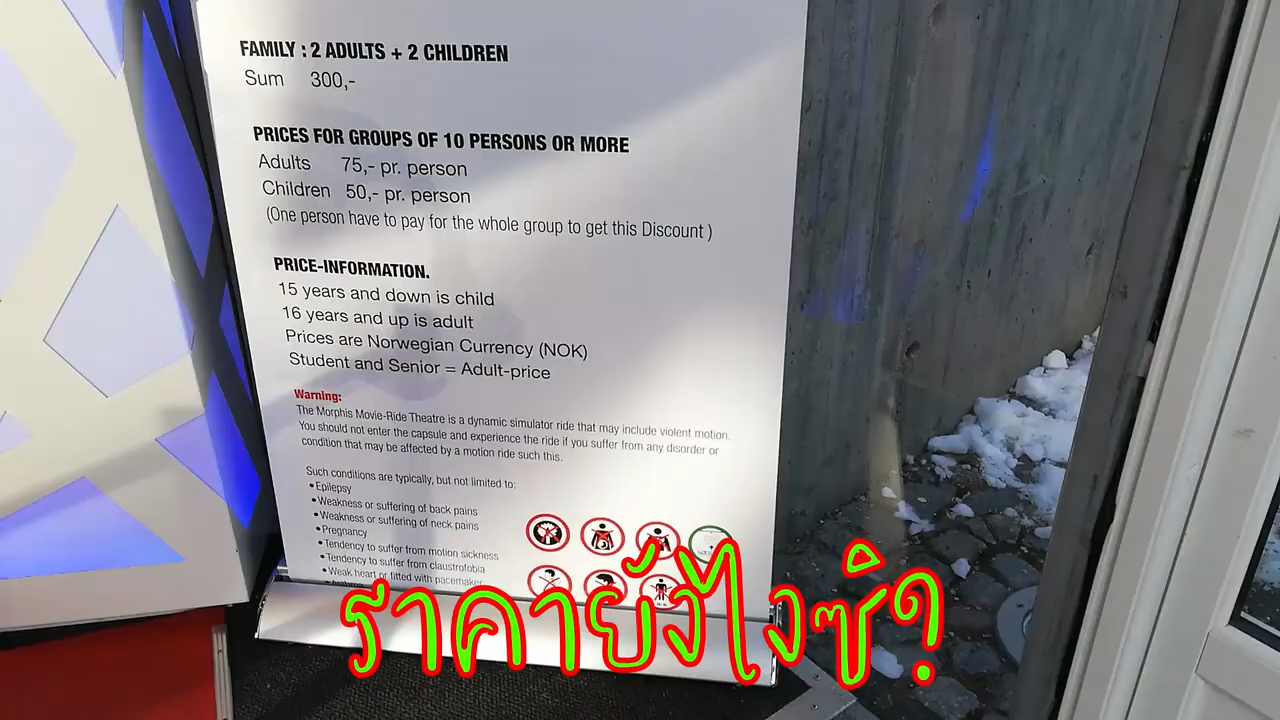 FAMILY : 2 ADULTS + 2 CHILDREN
Sum 300,-
PRICES FOR GROUPS OF 10 PERSONS OR MORE
Adults 75,- pr. person
Children 50,- pr. person
(One person have to pay for the whole group to get this Discount )
PRICE-INFORMATION.
15 years and down is child
16 years and up is adult
Prices are Norwegian Currency (NOK)
Student and Senior = Adult-price
Warning:
The Morphis Movie-Ride Theatre is a dynamic simulator ride that may include violent motion.
You should not enter the capsule and experience the ride if you suffer from any disorder or
condition that may be affected by a motion ride such this.
Such conditions are typically, but not limited to:
• Epilepsy
• Weakness or suffering of back pains
• Weakness or suffering of neck pains
• Pregnancy
• Tendency to suffer from motion sickness
• Tendency to suffer from claustrofobia
• Weak heart or fitted with pacemaker
ราคายังไงซิ?